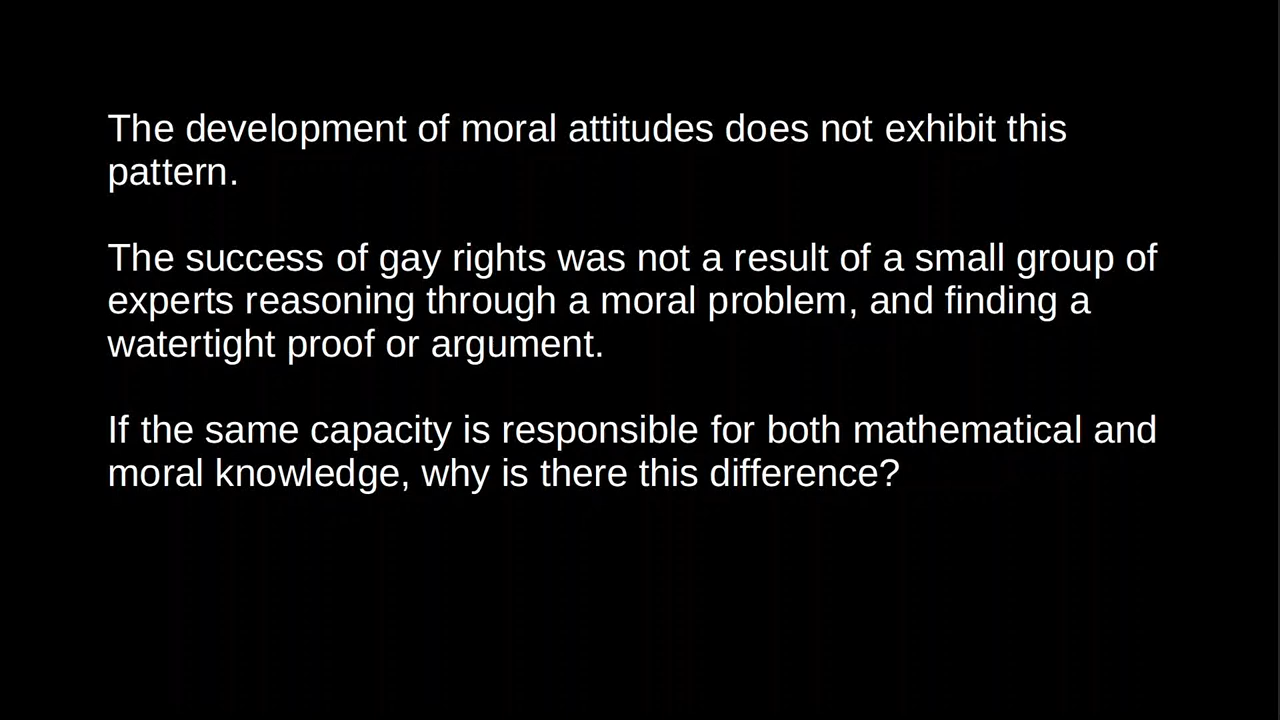 The development of moral attitudes does not exhibit this
pattern.
The success of gay rights was not a result of a small group of
experts reasoning through a moral problem, and finding a
watertight proof or argument.
If the same capacity is responsible for both mathematical and
moral knowledge, why is there this difference?